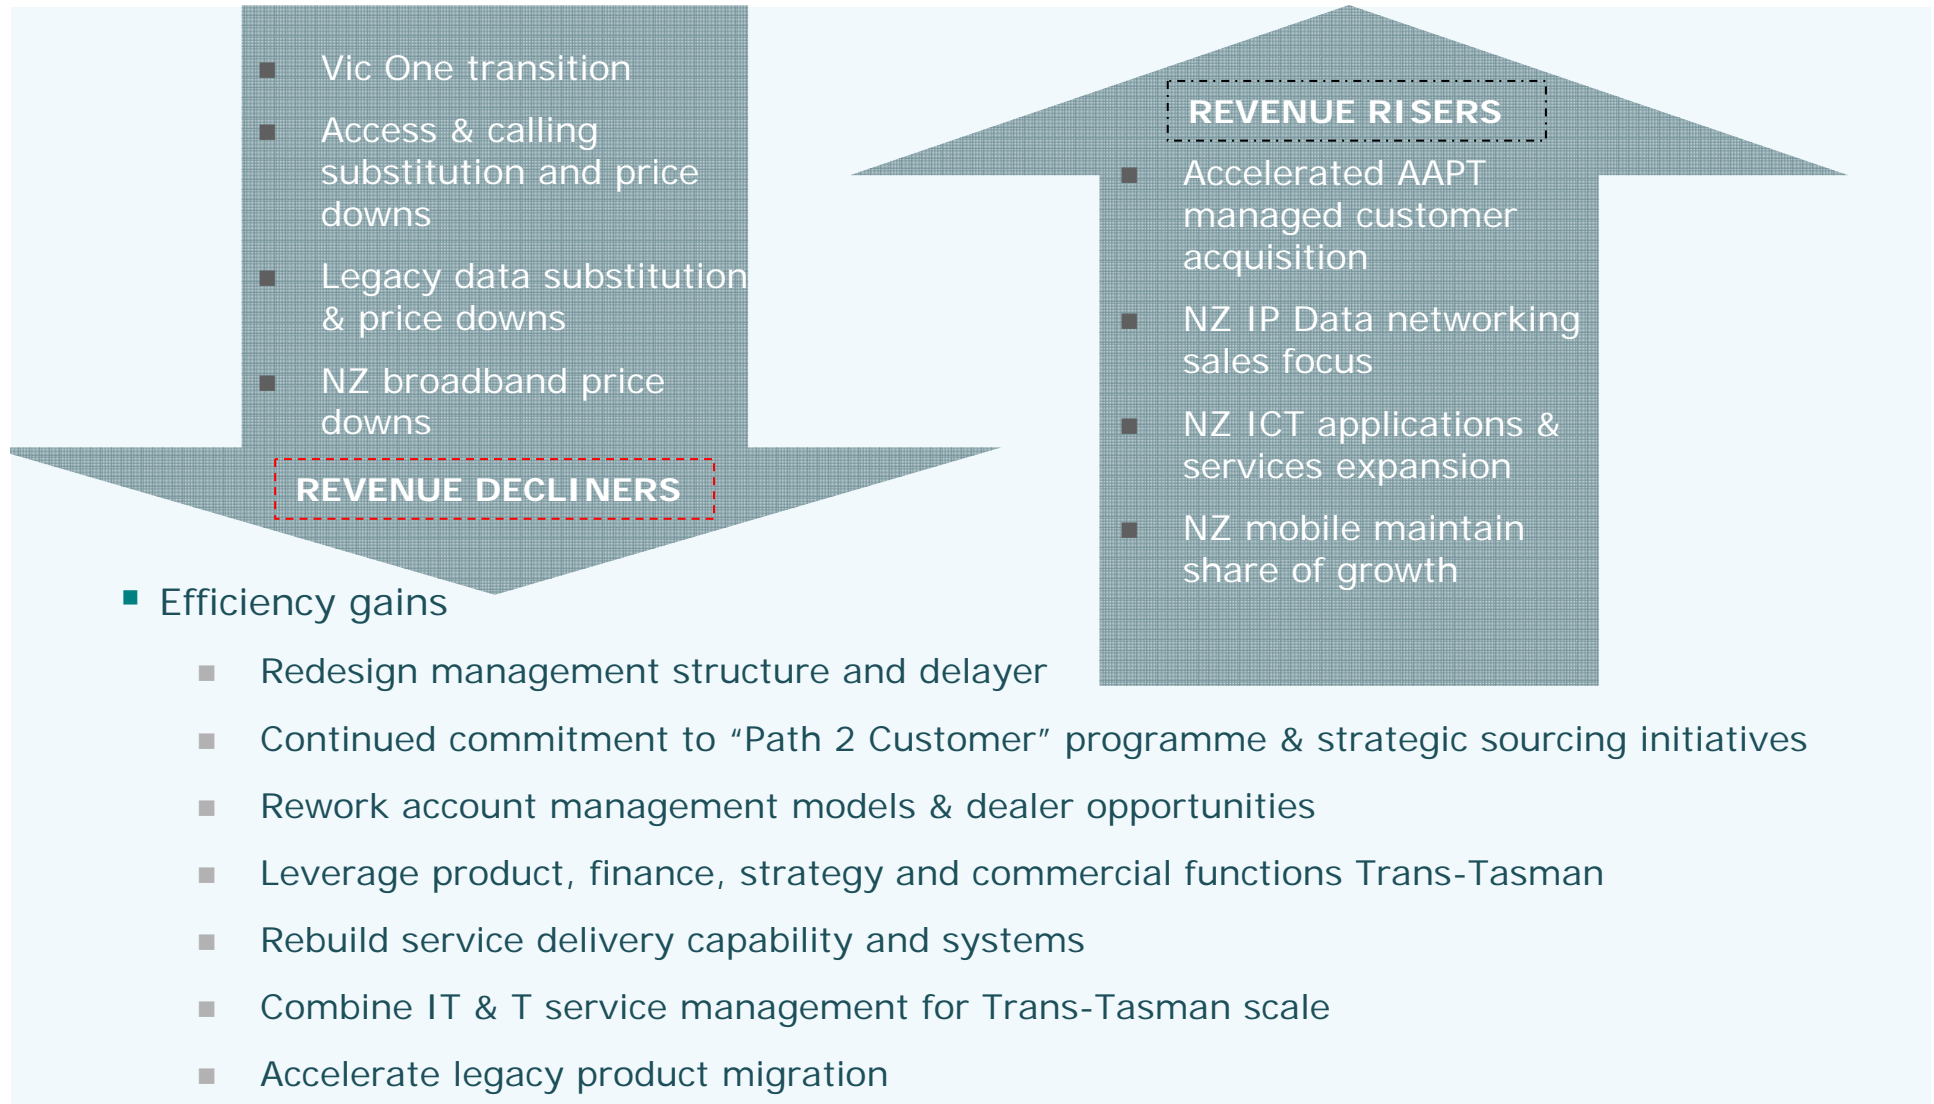 Vic One transition
Access & calling
substitution and price
downs
Legacy data substitution
& price downs
NZ broadband price
downs
REVENUE DECLINERS
REVENUE RISERS
Accelerated AAPT
managed customer
acquisition
NZ IP Data networking
sales focus
NZ ICT applications &
services expansion
NZ mobile maintain
share of growth
Efficiency gains
Redesign management structure and delayer
Continued commitment to “Path 2 Customer” programme & strategic sourcing initiatives
Rework account management models & dealer opportunities
Leverage product, finance, strategy and commercial functions Trans-Tasman
Rebuild service delivery capability and systems
Combine IT & T service management for Trans-Tasman scale
Accelerate legacy product migration